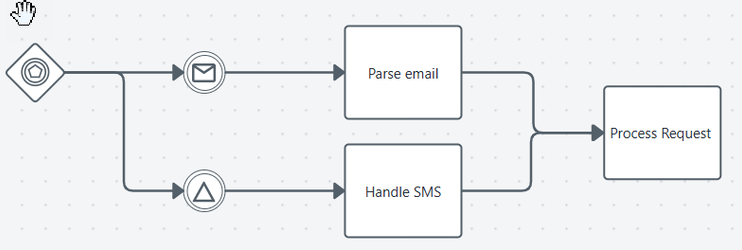 Parse email
Process Request
Handle SMS